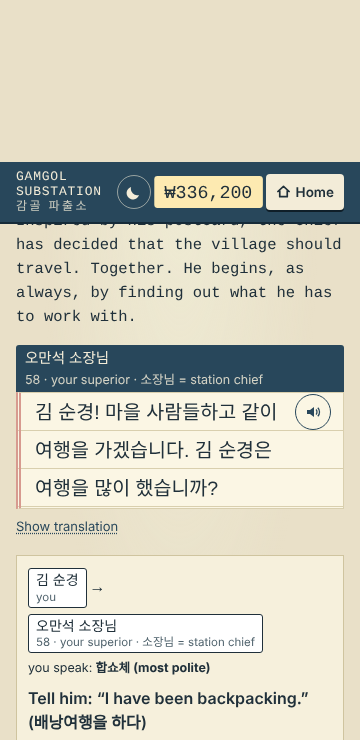 GAMGOL
SUBSTATION
감골 파출소
₩336,200
Home
inspired by his postcard, the chief
has decided that the village should
travel. Together. He begins, as
always, by finding out what he has
to work with.
오만석 소장님
58 · your superior · 소장님 = station chief
김 순경! 마을 사람들하고 같이
여행을 가겠습니다. 김 순경은
여행을 많이 했습니까?
Show translation
김 순경
you
→
오만석 소장님
58 · your superior · 소장님 = station chief
you speak: 합쇼체 (most polite)
Tell him: “I have been backpacking.”
(배낭여행을 하다)